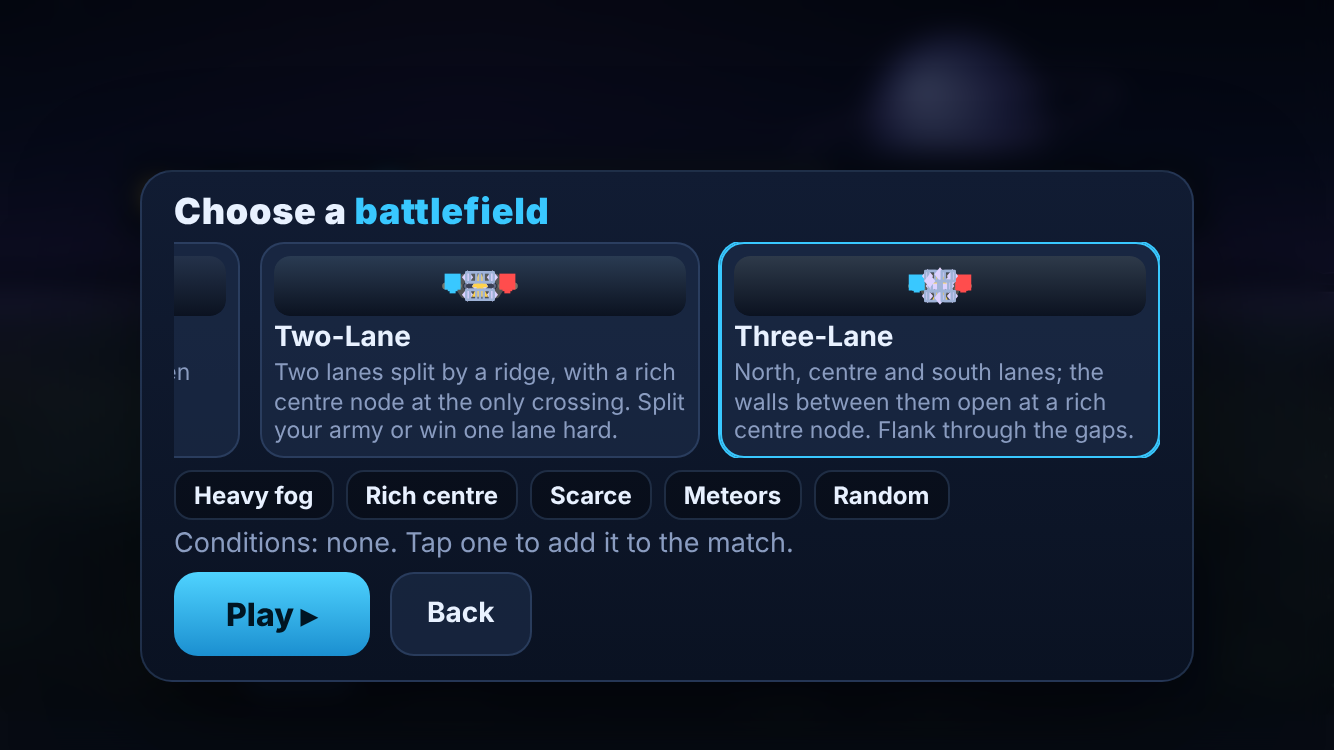 Choose a battlefield
en
Two-Lane
Two lanes split by a ridge, with a rich
centre node at the only crossing. Split
your army or win one lane hard.
Three-Lane
North, centre and south lanes; the
walls between them open at a rich
centre node. Flank through the gaps.
Heavy fog
Rich centre
Scarce
Meteors
Random
Conditions: none. Tap one to add it to the match.
Play ▸
Back